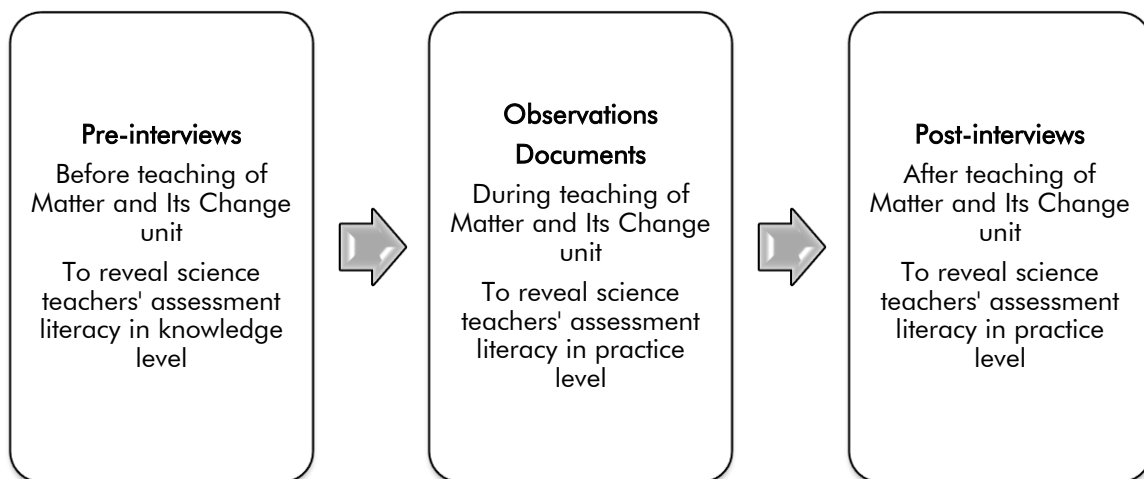 Pre-interviews
Before teaching of
Matter and Its Change
unit
To reveal science
teachers' assessment
literacy in knowledge
level
Observations
Documents
During teaching of
Matter and Its Change
unit
To reveal science
teachers' assessment
literacy in practice
level
Post-interviews
After teaching of
Matter and Its Change
unit
To reveal science
teachers' assessment
literacy in practice
level